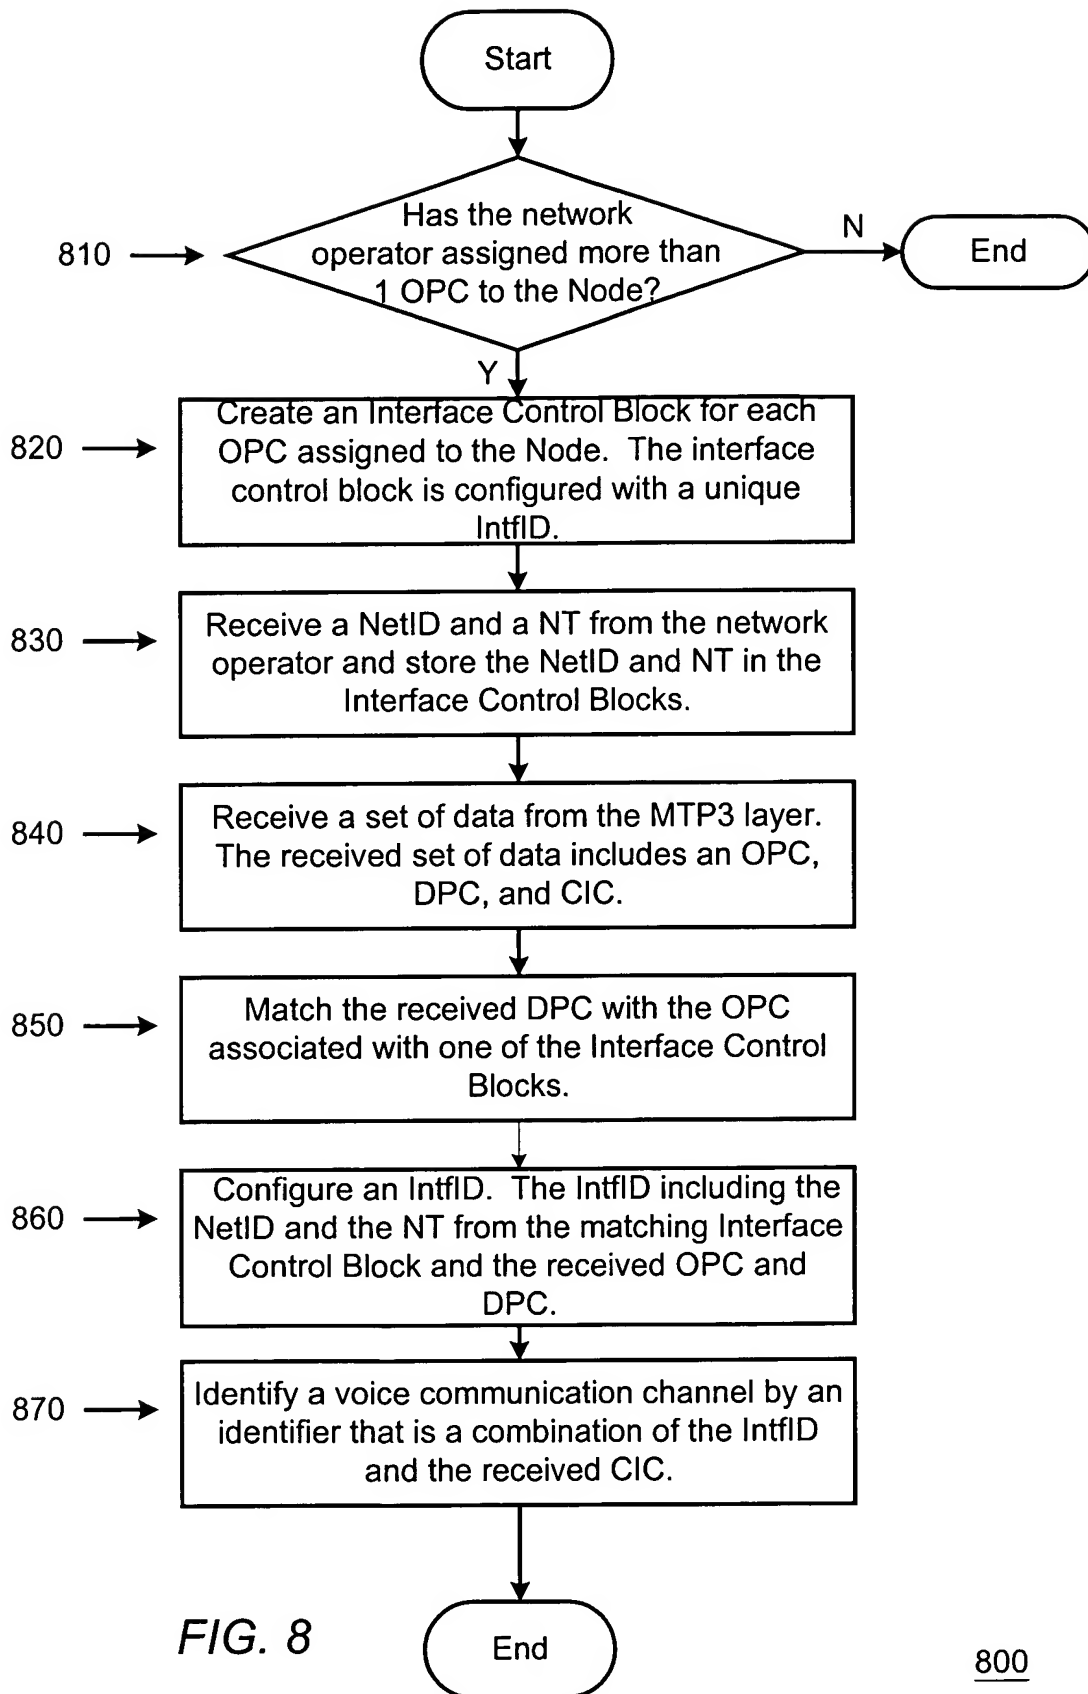 Start
810
Has the network
operator assigned more than
1 OPC to the Node?
N
End
Y
820
Create an Interface Control Block for each
OPC assigned to the Node. The interface
control block is configured with a unique
IntfID.
830
Receive a NetID and a NT from the network
operator and store the NetID and NT in the
Interface Control Blocks.
840
Receive a set of data from the MTP3 layer.
The received set of data includes an OPC,
DPC, and CIC.
850
Match the received DPC with the OPC
associated with one of the Interface Control
Blocks.
860
Configure an IntfID. The IntfID including the
NetID and the NT from the matching Interface
Control Block and the received OPC and
DPC.
870
Identify a voice communication channel by an
identifier that is a combination of the IntfID
and the received CIC.
End
FIG. 8
800